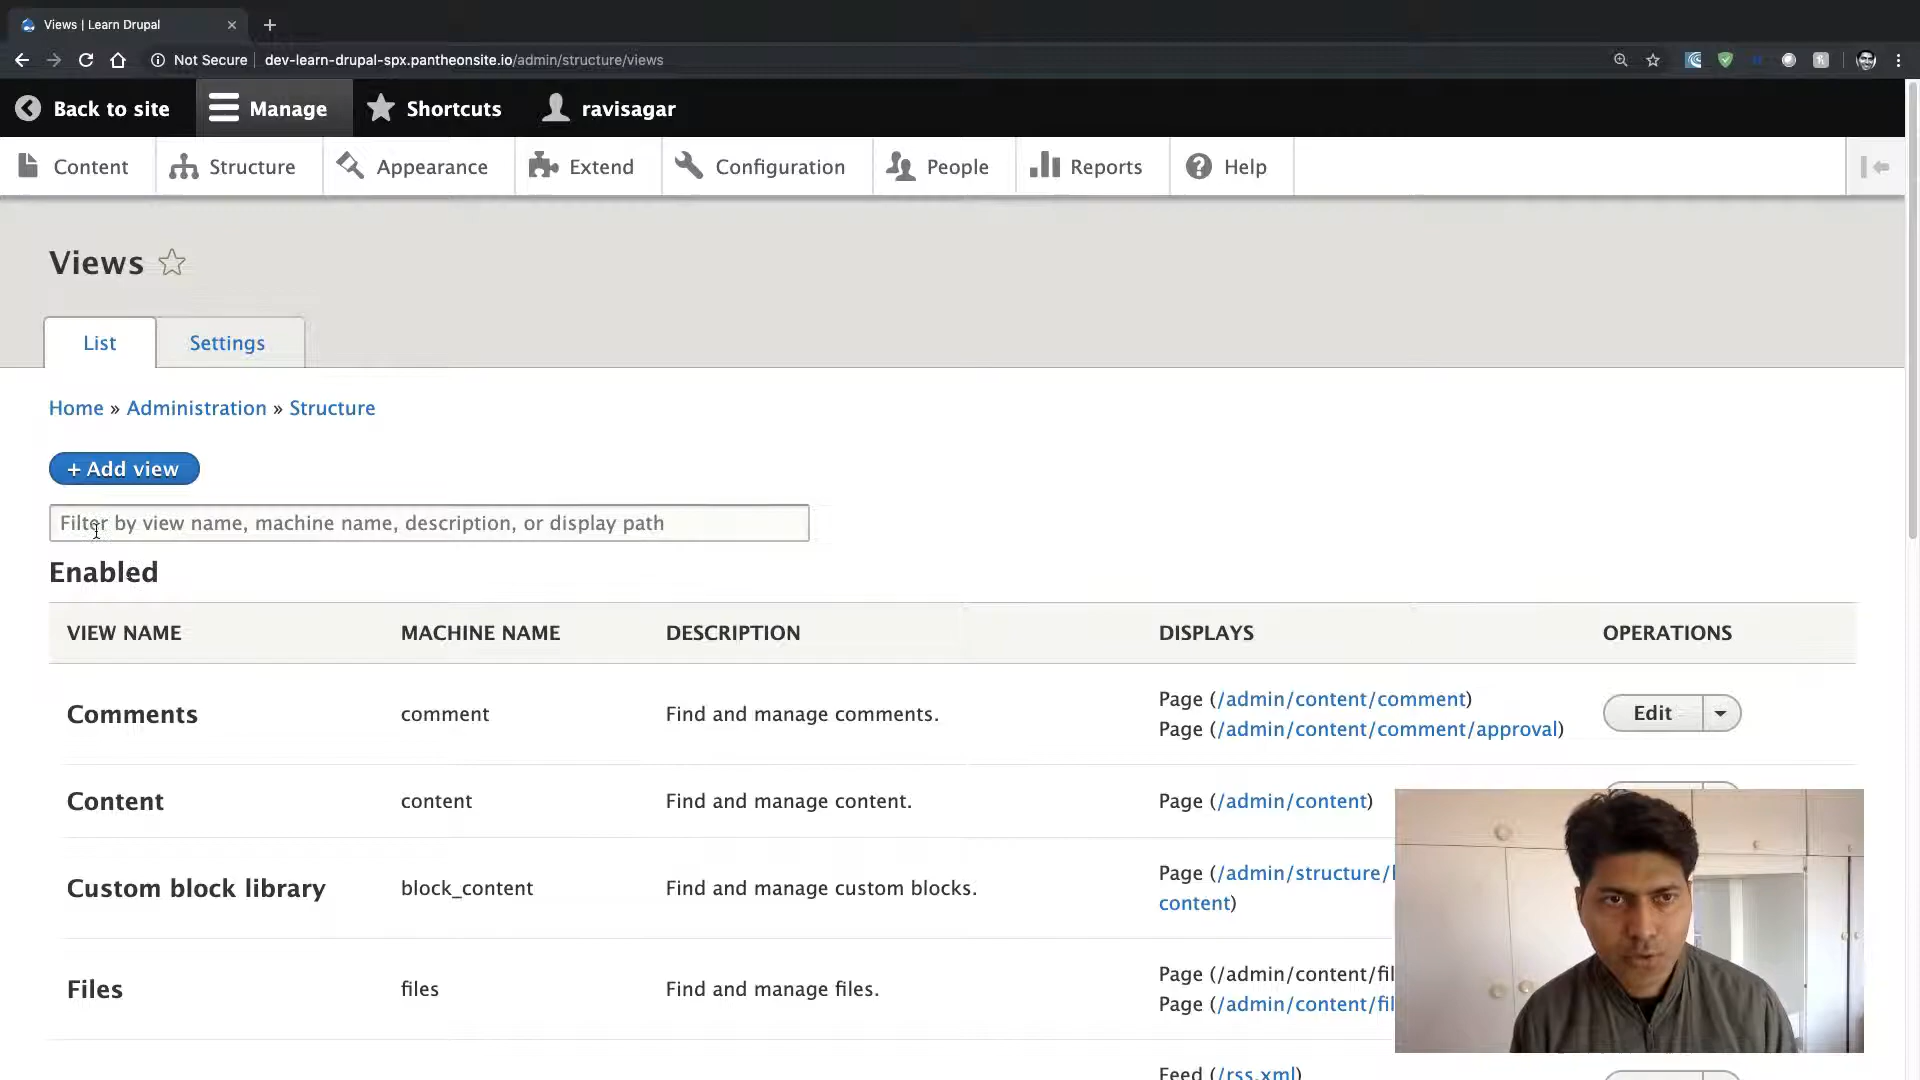 Views | Learn Drupal
Not Secure | dev-learn-drupal-spx.pantheonsite.io/admin/structure/views
Back to site Manage Shortcuts ravisagar
Content Structure Appearance Extend Configuration People Reports Help
Views
List Settings
Home » Administration » Structure
+ Add view
Filter by view name, machine name, description, or display path
Enabled
VIEW NAME MACHINE NAME DESCRIPTION DISPLAYS OPERATIONS
Comments comment Find and manage comments. Page (/admin/content/comment) Edit
Page (/admin/content/comment/approval)
Content content Find and manage content. Page (/admin/content)
Custom block library block_content Find and manage custom blocks. Page (/admin/structure/
content)
Files files Find and manage files. Page (/admin/content/fil
Page (/admin/content/fil
Feed (/rss.xml)